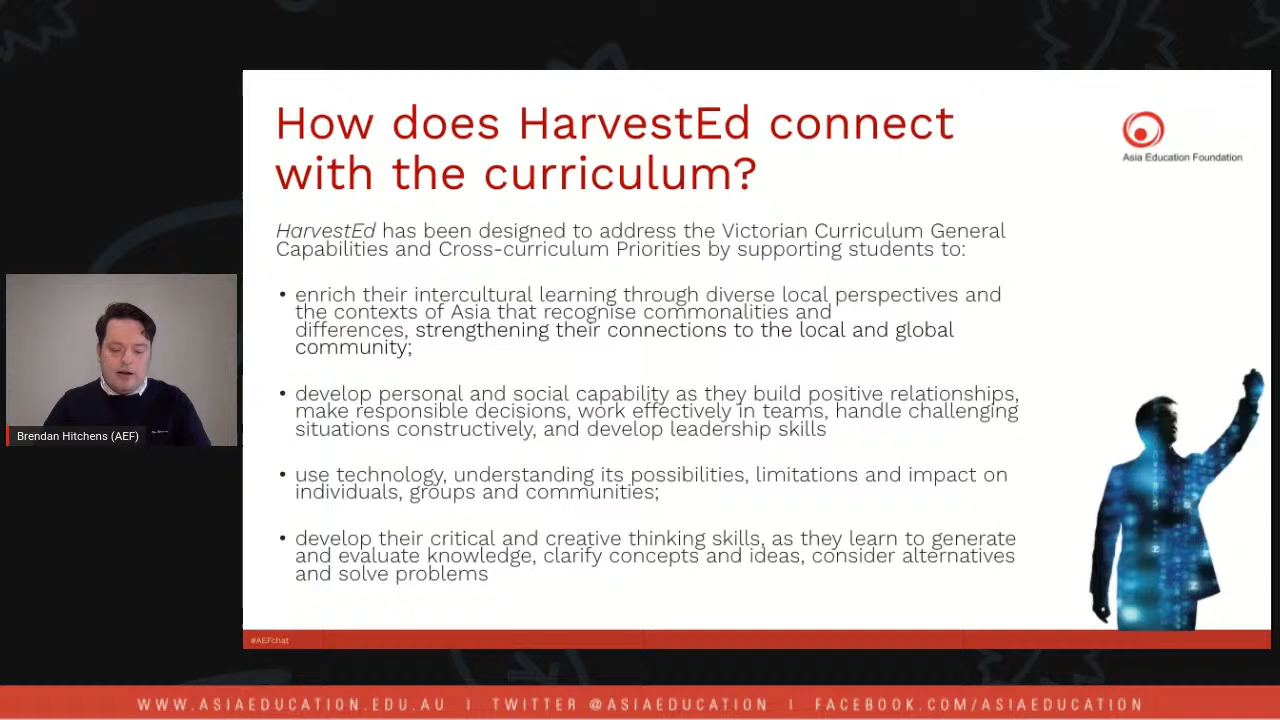 How does HarvestEd connect
with the curriculum?
Asia Education Foundation
HarvestEd has been designed to address the Victorian Curriculum General
Capabilities and Cross-curriculum Priorities by supporting students to:
• enrich their intercultural learning through diverse local perspectives and
the contexts of Asia that recognise commonalities and
differences, strengthening their connections to the local and global
community;
• develop personal and social capability as they build positive relationships,
make responsible decisions, work effectively in teams, handle challenging
situations constructively, and develop leadership skills
• use technology, understanding its possibilities, limitations and impact on
individuals, groups and communities;
• develop their critical and creative thinking skills, as they learn to generate
and evaluate knowledge, clarify concepts and ideas, consider alternatives
and solve problems
Brendan Hitchens (AEF)
#AEFchat
WWW.ASIAEDUCATION.EDU.AU | TWITTER @ASIAEDUCATION | FACEBOOK.COM/ASIAEDUCATION